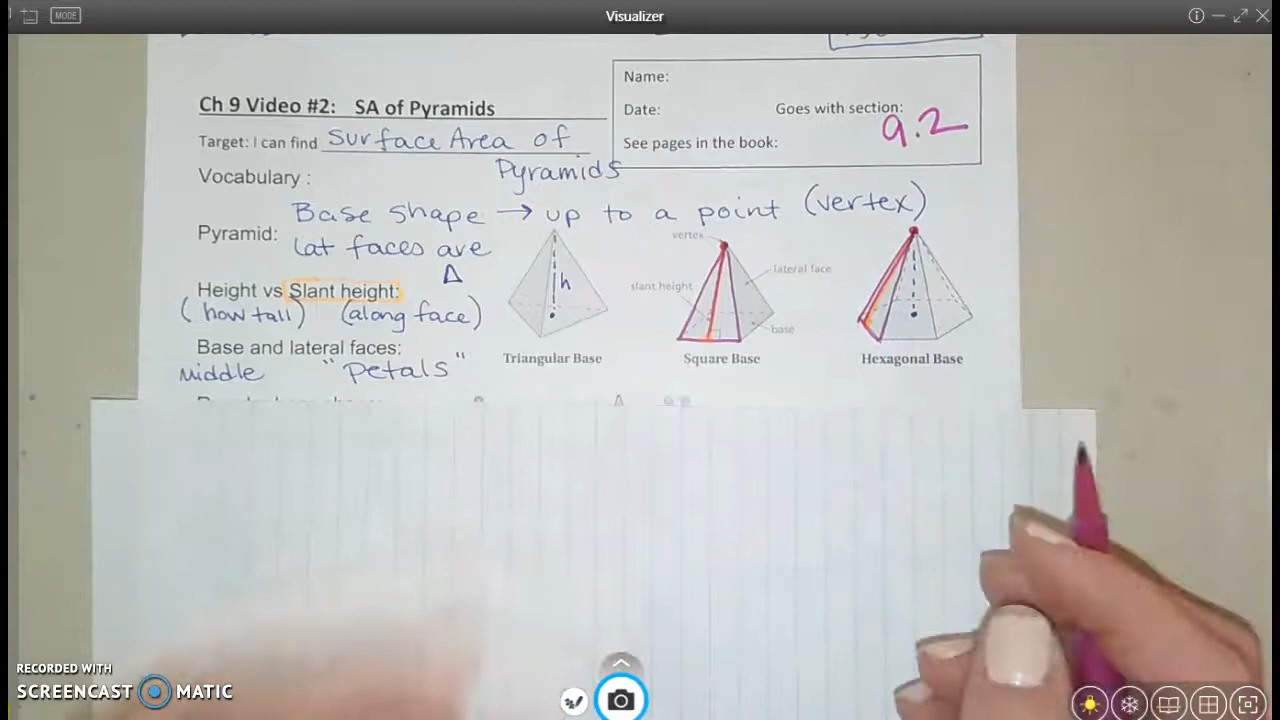 MODE
Visualizer
Name:
Ch 9 Video #2: SA of Pyramids
Date:
Goes with section:
9.2
Target: I can find Surface Area of
Pyramids
See pages in the book:
Vocabulary :
Base shape → up to a point (vertex)
Pyramid:
Lat faces are
Δ
vertex
lateral face
slant height
base
h
Height vs Slant height:
(how tall) (along face)
Base and lateral faces:
middle "Petals"
Triangular Base
Square Base
Hexagonal Base
RECORDED WITH
SCREENCAST MATIC